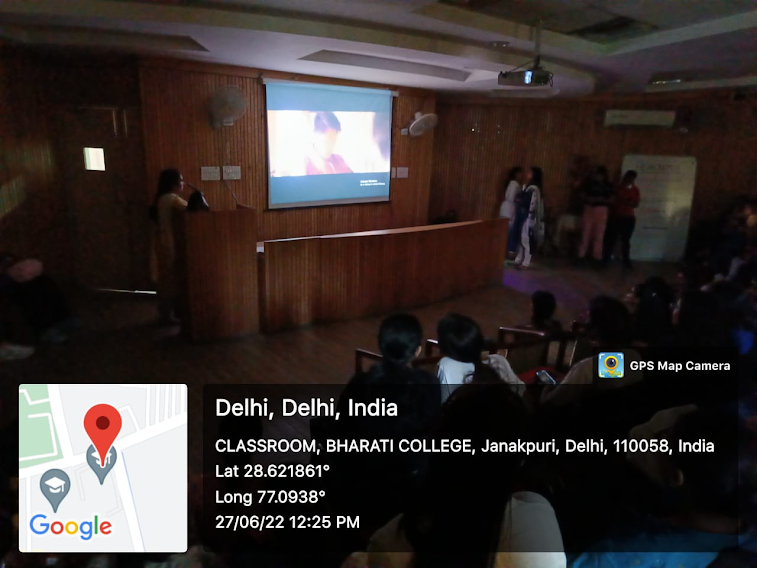 GPS Map Camera
Delhi, Delhi, India
CLASSROOM, BHARATI COLLEGE, Janakpuri, Delhi, 110058, India
Lat 28.621861°
Long 77.0938°
27/06/22 12:25 PM
Google